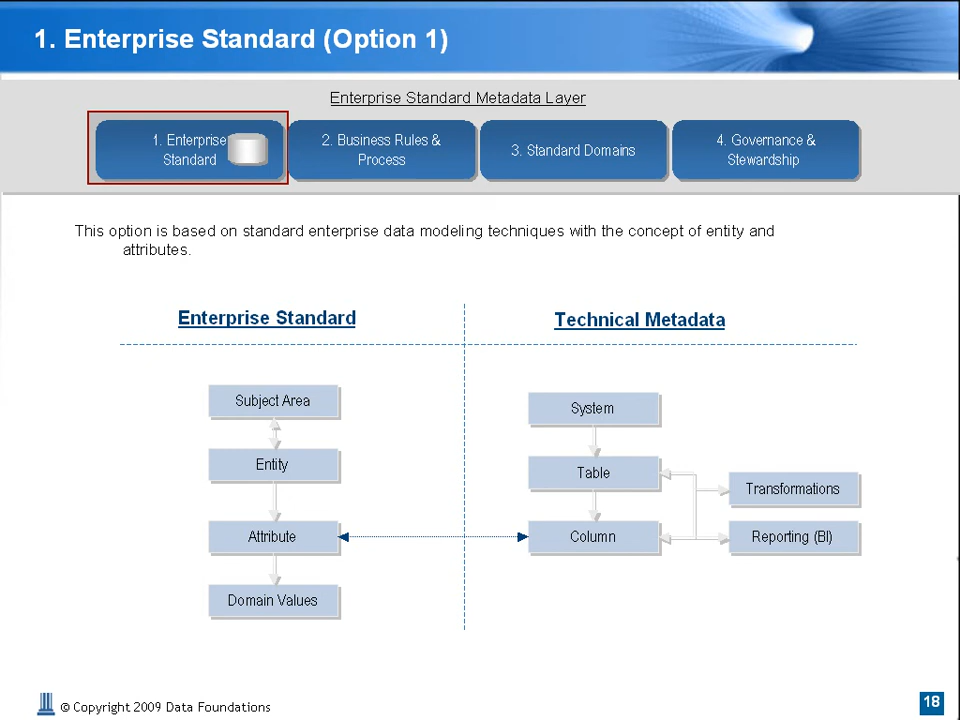 1. Enterprise Standard (Option 1)
Enterprise Standard Metadata Layer
1. Enterprise
Standard
2. Business Rules &
Process
3. Standard Domains
4. Governance &
Stewardship
This option is based on standard enterprise data modeling techniques with the concept of entity and
attributes.
Enterprise Standard
Technical Metadata
Subject Area
Entity
Attribute
Domain Values
System
Table
Column
Transformations
Reporting (BI)
© Copyright 2009 Data Foundations
18